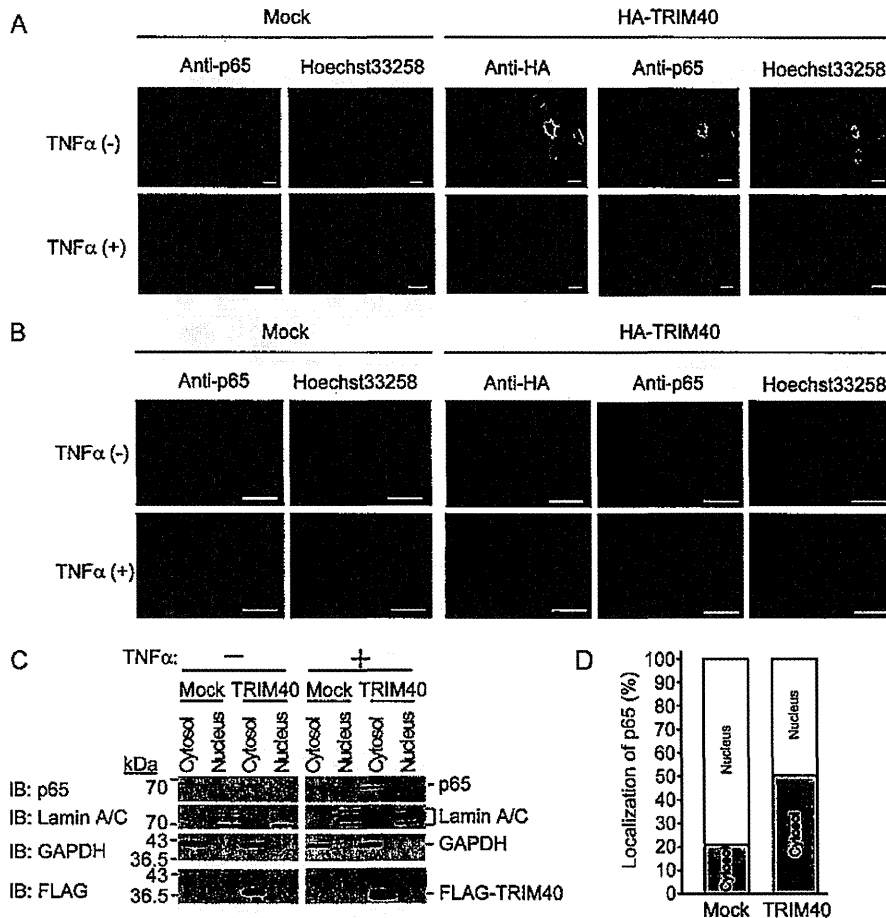 A
Mock HA-TRIM40
Anti-p65 Hoechst33258 Anti-HA Anti-p65 Hoechst33258
TNFα (-)
TNFα (+)
B
Mock HA-TRIM40
Anti-p65 Hoechst33258 Anti-HA Anti-p65 Hoechst33258
TNFα (-)
TNFα (+)
C
TNFα: − +
Mock TRIM40 Mock TRIM40
Cytosol Nucleus Cytosol Nucleus Cytosol Nucleus Cytosol Nucleus
kDa
IB: p65 70 p65
IB: Lamin A/C 70 Lamin A/C
IB: GAPDH 43 36.5 GAPDH
IB: FLAG 43 36.5 FLAG-TRIM40
D
Localization of p65 (%)
100
90
80
70
60
50
40
30
20
10
0
Nucleus Nucleus
Cytosol Cytosol
Mock TRIM40